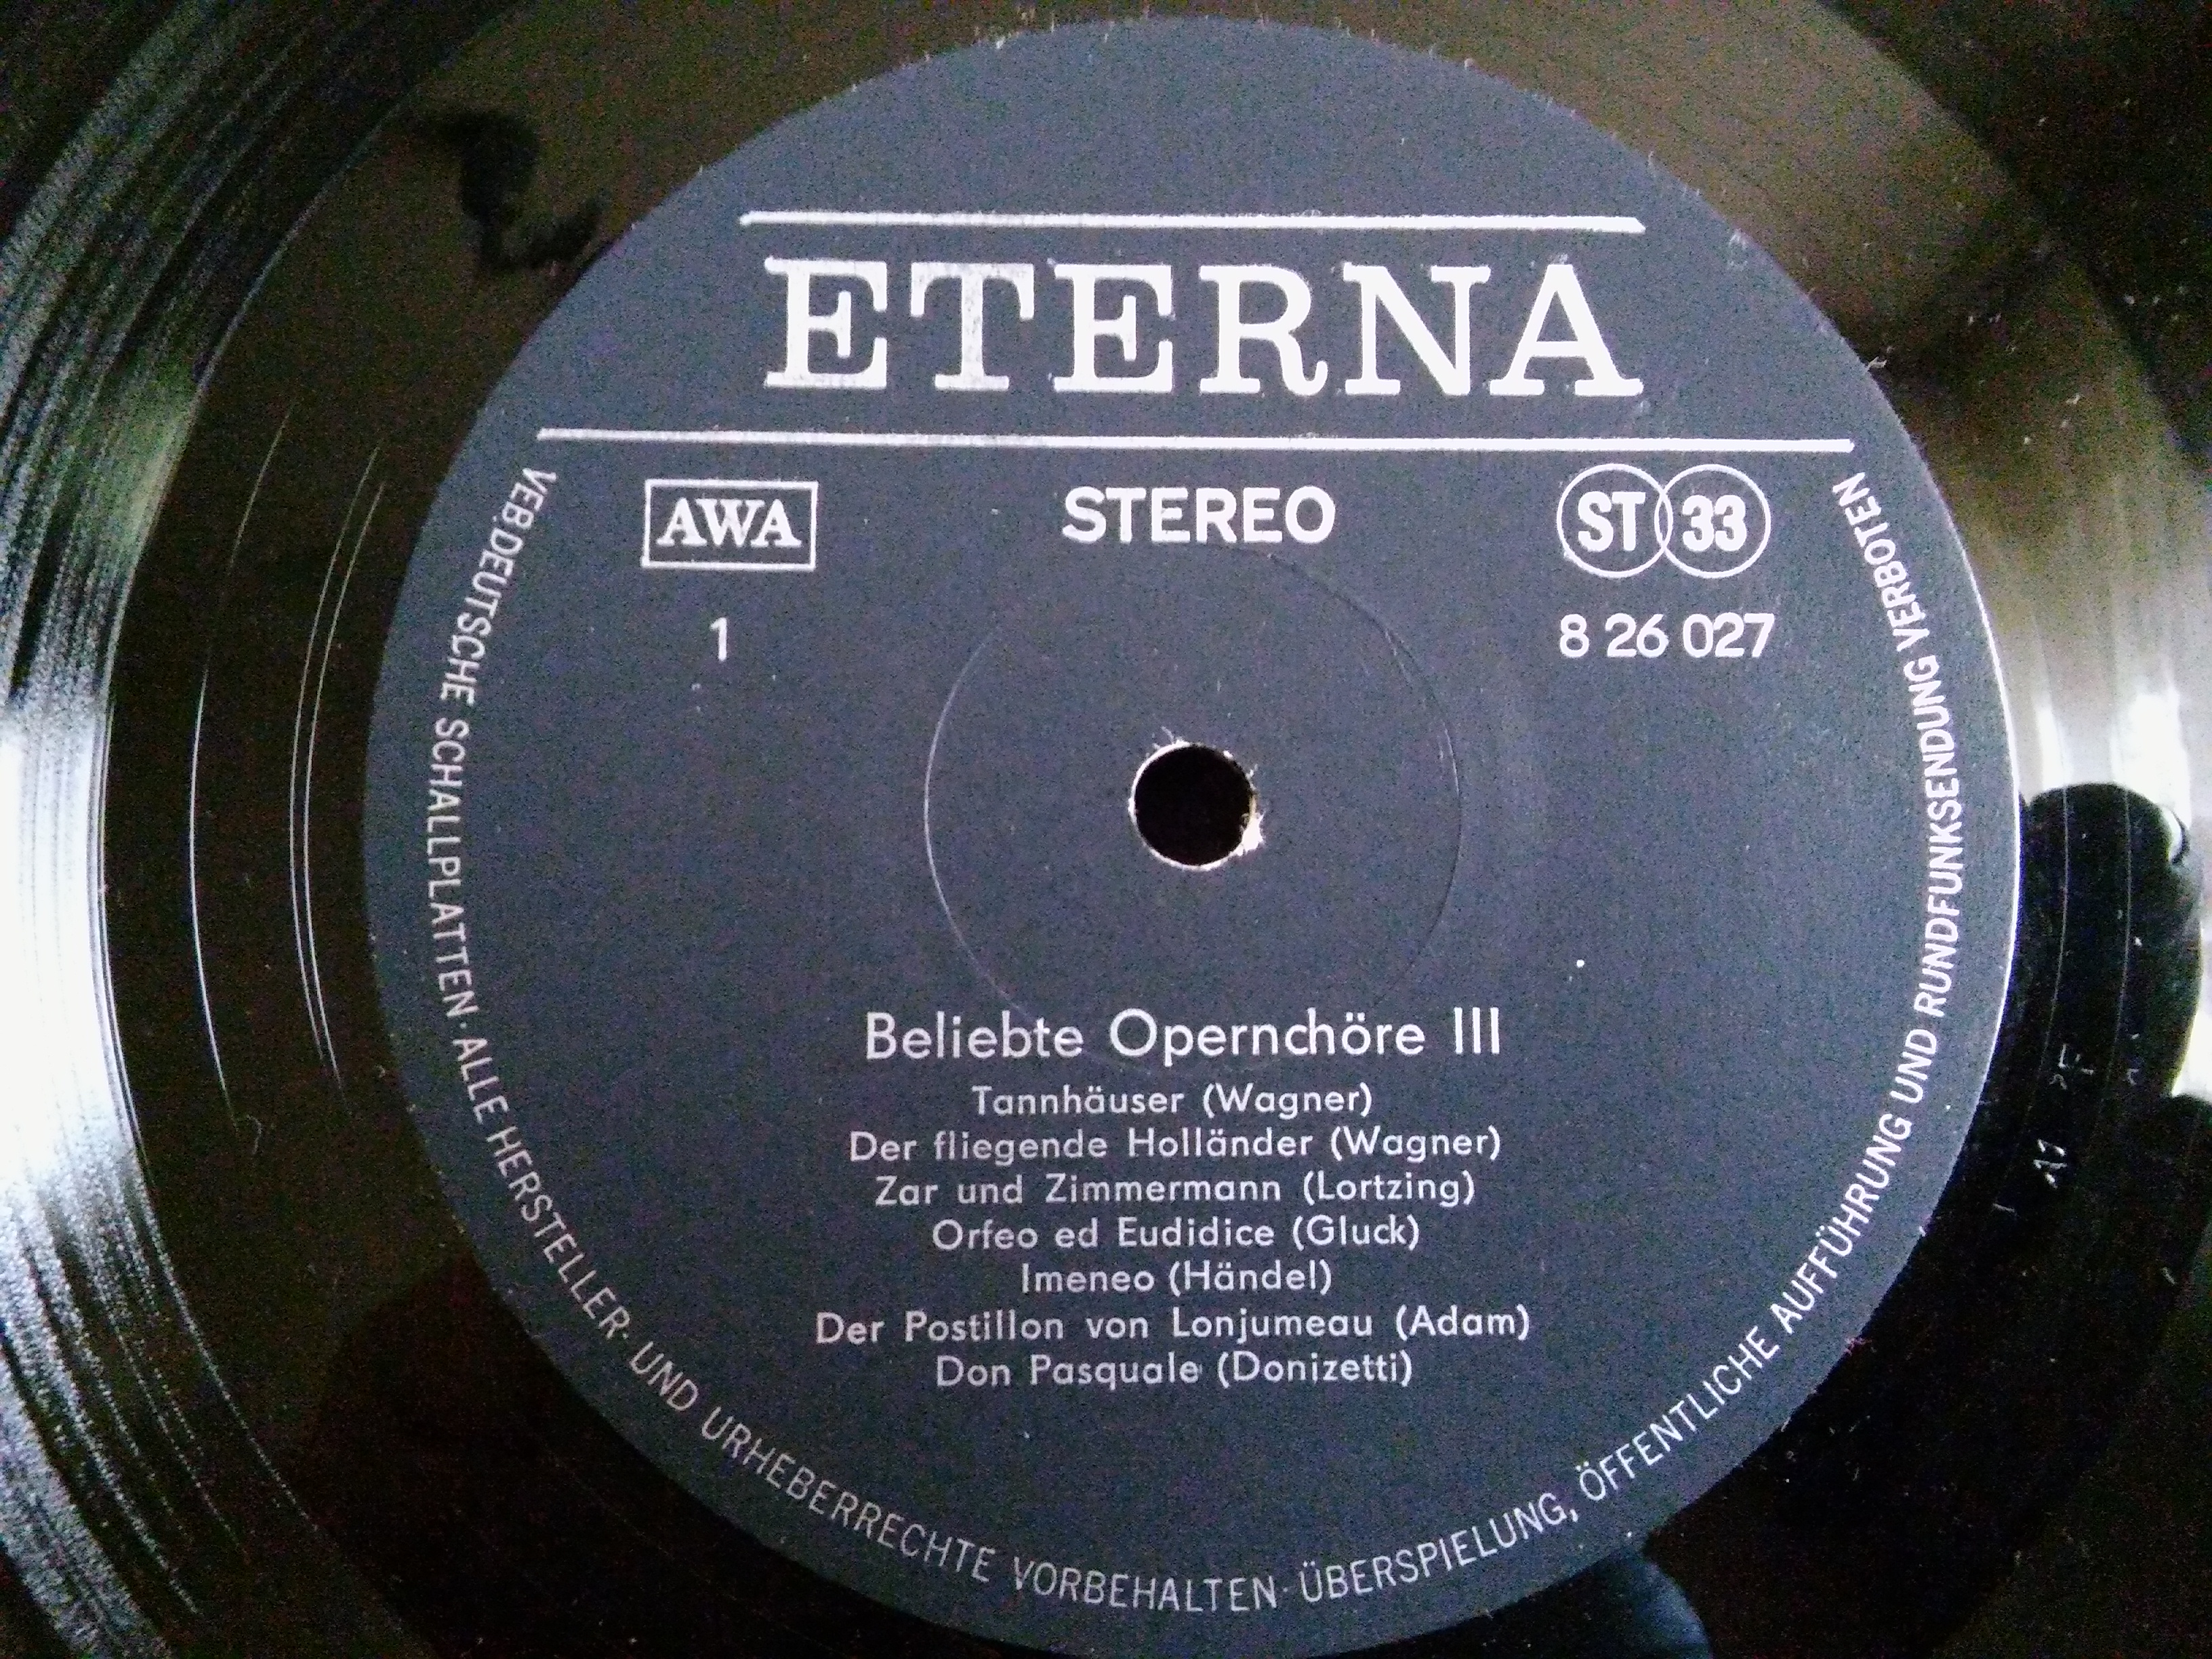 ETERNA
AWA
STEREO
ST 33
1
8 26 027
Beliebte Opernchöre III
Tannhäuser (Wagner)
Der fliegende Holländer (Wagner)
Zar und Zimmermann (Lortzing)
Orfeo ed Eudidice (Gluck)
Imeneo (Händel)
Der Postillon von Lonjumeau (Adam)
Don Pasquale (Donizetti)
VEB DEUTSCHE SCHALLPLATTEN · ALLE HERSTELLER- UND URHEBERRECHTE VORBEHALTEN · ÜBERSPIELUNG, ÖFFENTLICHE AUFFÜHRUNG UND RUNDFUNKSENDUNG VERBOTEN